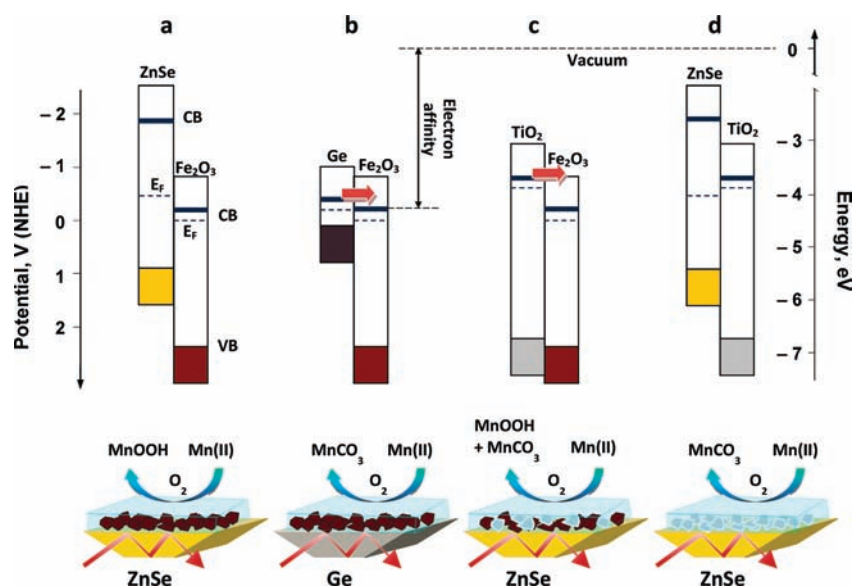 a
b
c
d
ZnSe
Vacuum
ZnSe
0
− 2
CB
Electron
affinity
TiO2
TiO2
− 3
Fe2O3
Ge
Fe2O3
Fe2O3
− 1
EF
− 4
0
CB
EF
− 5
1
− 6
2
VB
− 7
Potential, V (NHE)
Energy, eV
MnOOH
Mn(II)
O2
ZnSe
MnCO3
Mn(II)
O2
Ge
MnOOH
+ MnCO3
Mn(II)
O2
ZnSe
MnCO3
Mn(II)
O2
ZnSe